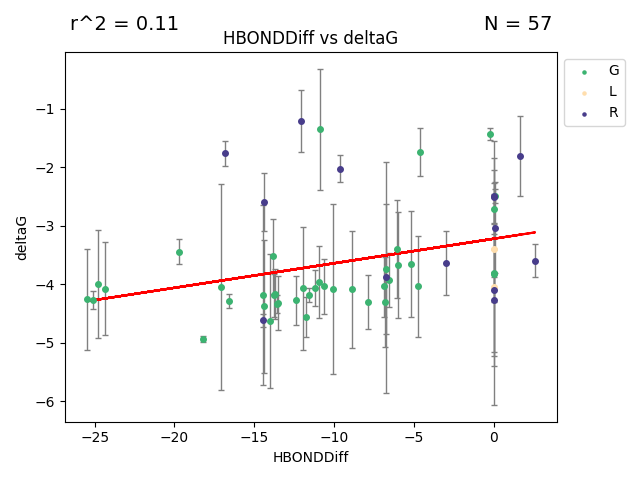 r^2 = 0.11
N = 57
HBONDDiff vs deltaG
G
L
R
deltaG
−1
−2
−3
−4
−5
−6
−25
−20
−15
−10
−5
0
HBONDDiff